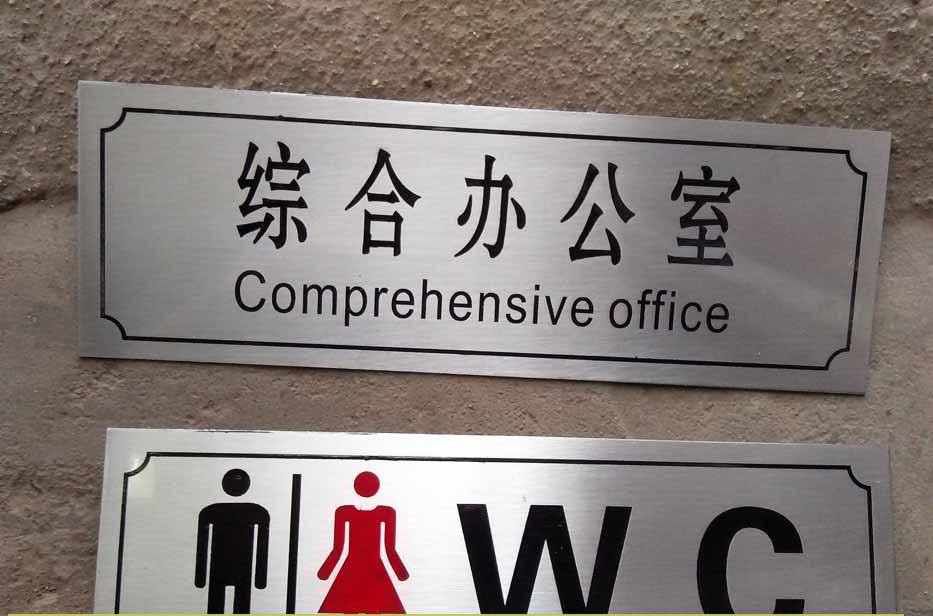 综合办公室
Comprehensive office
WC